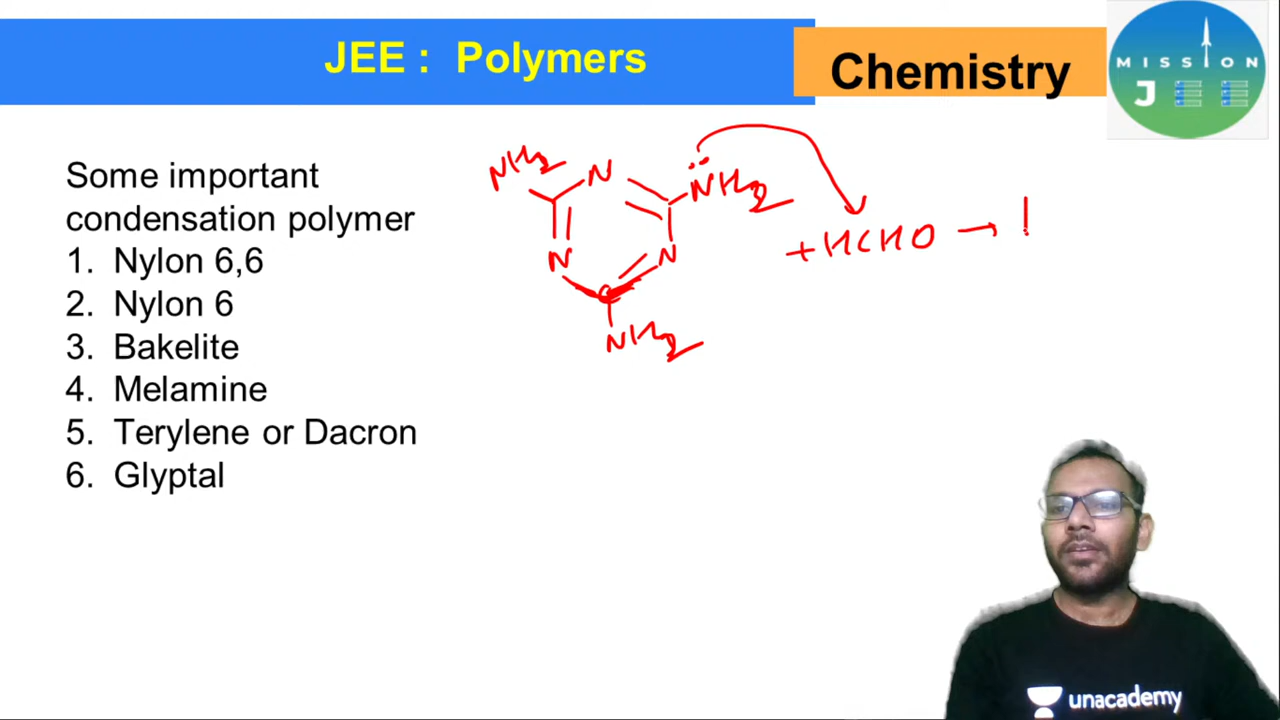 JEE : Polymers
Chemistry
MISSION
JEE
Some important
condensation polymer
1. Nylon 6,6
2. Nylon 6
3. Bakelite
4. Melamine
5. Terylene or Dacron
6. Glyptal
NH2
N
NH2
N
N
C
NH2
+HCHO →
unacademy